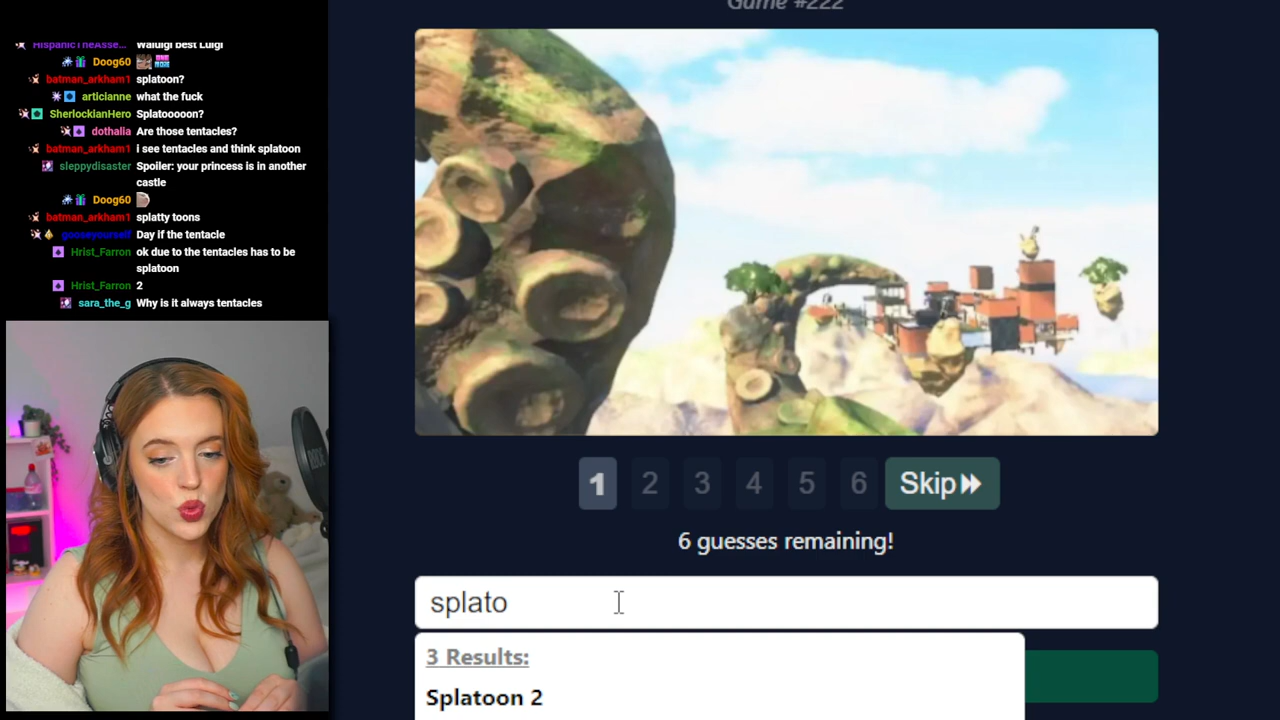 Game #222
HispanicTheAsse... Waluigi best Luigi
Doog60
batman_arkham1 splatoon?
articianne what the fuck
SherlockianHero Splatooooon?
dothalia Are those tentacles?
batman_arkham1 i see tentacles and think splatoon
sleppydisaster Spoiler: your princess is in another
castle
Doog60
batman_arkham1 splatty toons
gooseyourself Day if the tentacle
Hrist_Farron ok due to the tentacles has to be
splatoon
Hrist_Farron 2
sara_the_g Why is it always tentacles
1 2 3 4 5 6 Skip
6 guesses remaining!
splato
3 Results:
Splatoon 2